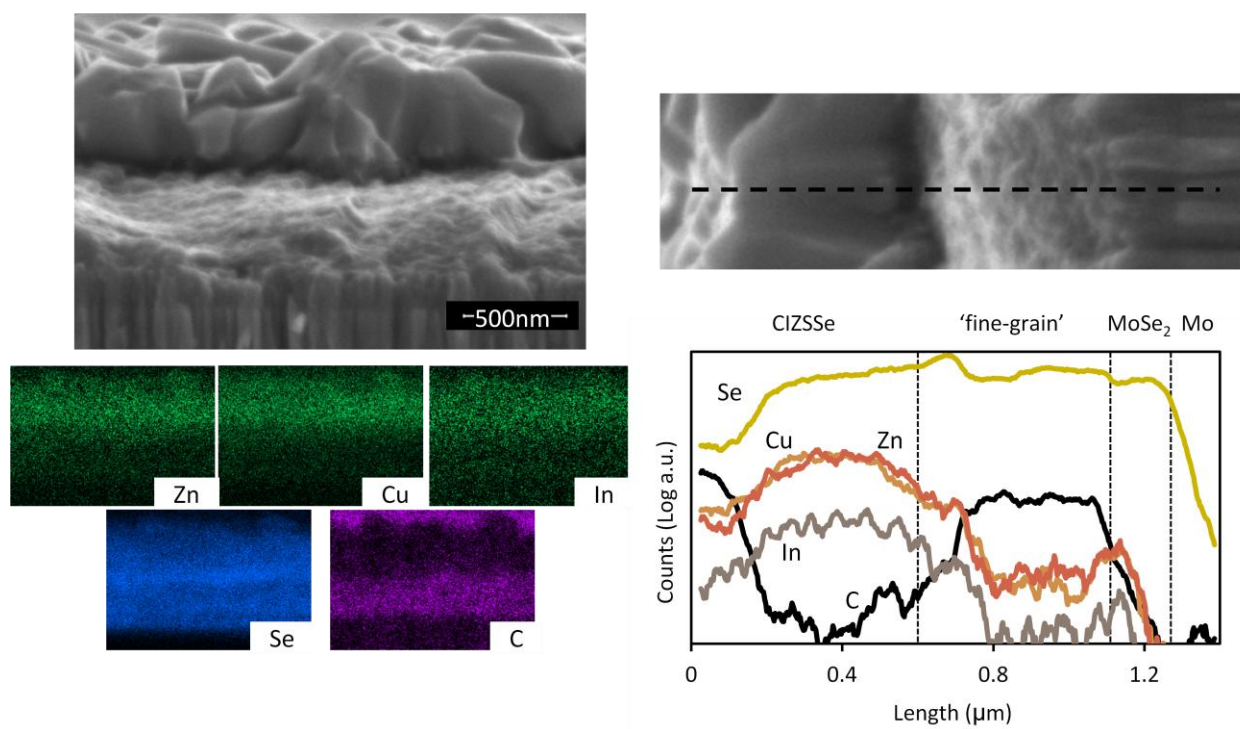 500nm
Zn
Cu
In
Se
C
CIZSSe 'fine-grain' MoSe₂ Mo
Se
Cu
Zn
In
C
Counts (Log a.u.)
0 0.4 0.8 1.2
Length (μm)